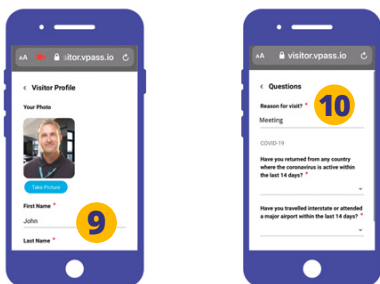 AA sitor.vpass.io
< Visitor Profile
Your Photo
Take Picture
First Name *
John
9
Last Name *
AA visitor.vpass.io
< Questions
Reason for visit? *
10
Meeting
COVID-19
Have you returned from any country
where the coronavirus is active within
the last 14 days? *
Have you travelled interstate or attended
a major airport within the last 14 days? *